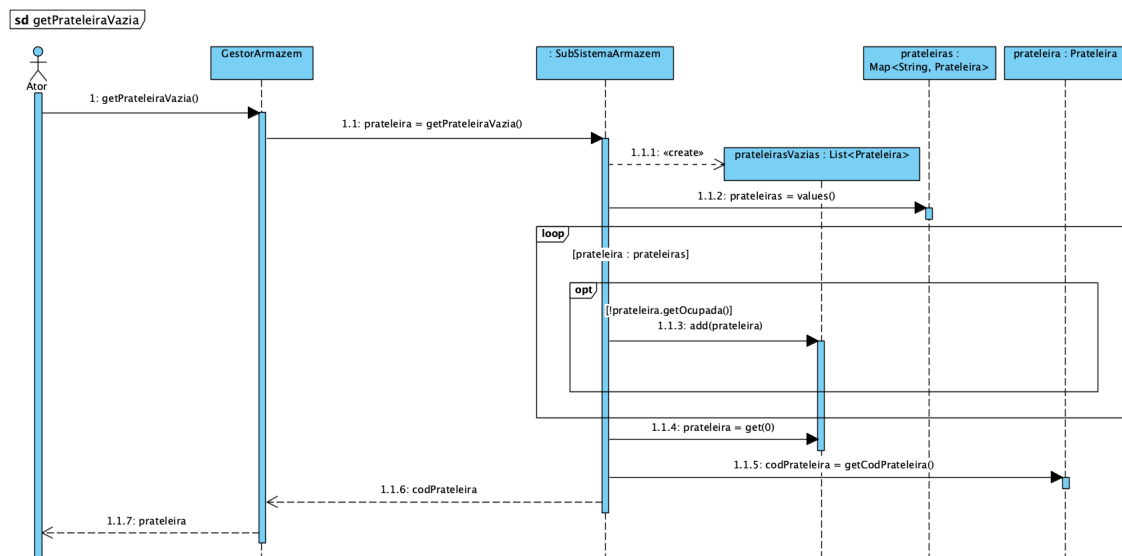 sd getPrateleiraVazia
Ator
GestorArmazem
: SubSistemaArmazem
prateleiras :
Map<String, Prateleira>
prateleira : Prateleira
1: getPrateleiraVazia()
1.1: prateleira = getPrateleiraVazia()
1.1.1: «create»
prateleirasVazias : List<Prateleira>
1.1.2: prateleiras = values()
loop
[prateleira : prateleiras]
opt
[!prateleira.getOcupada()]
1.1.3: add(prateleira)
1.1.4: prateleira = get(0)
1.1.5: codPrateleira = getCodPrateleira()
1.1.6: codPrateleira
1.1.7: prateleira